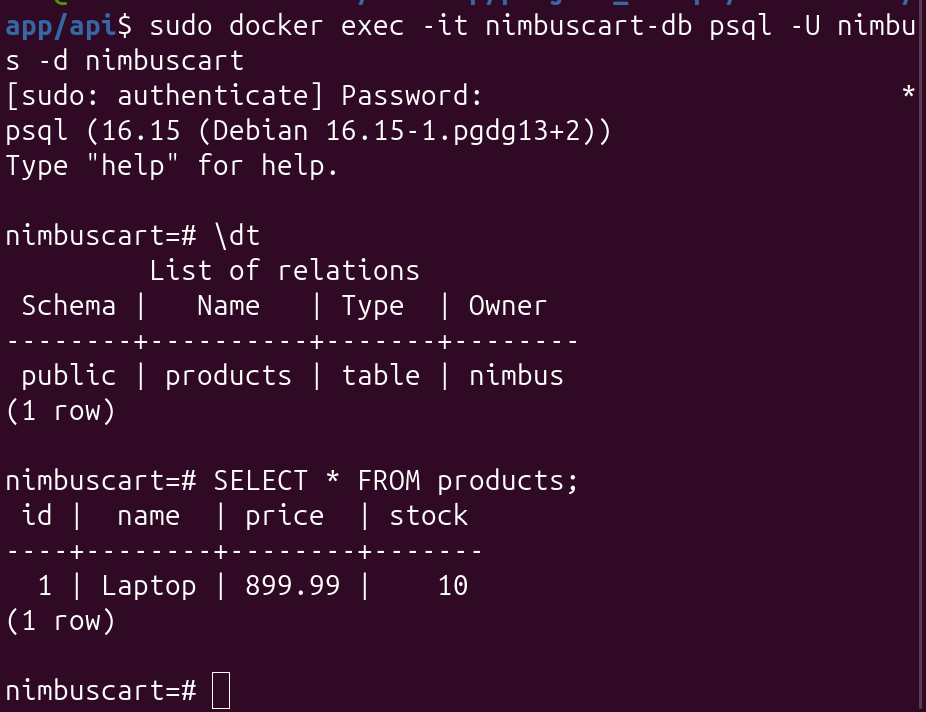 app/api$ sudo docker exec -it nimbuscart-db psql -U nimbu
s -d nimbuscart
[sudo: authenticate] Password:                          *
psql (16.15 (Debian 16.15-1.pgdg13+2))
Type "help" for help.

nimbuscart=# \dt
         List of relations
 Schema |   Name   | Type  | Owner
--------+----------+-------+--------
 public | products | table | nimbus
(1 row)

nimbuscart=# SELECT * FROM products;
 id |  name  | price  | stock
----+--------+--------+-------
  1 | Laptop | 899.99 |    10
(1 row)

nimbuscart=#